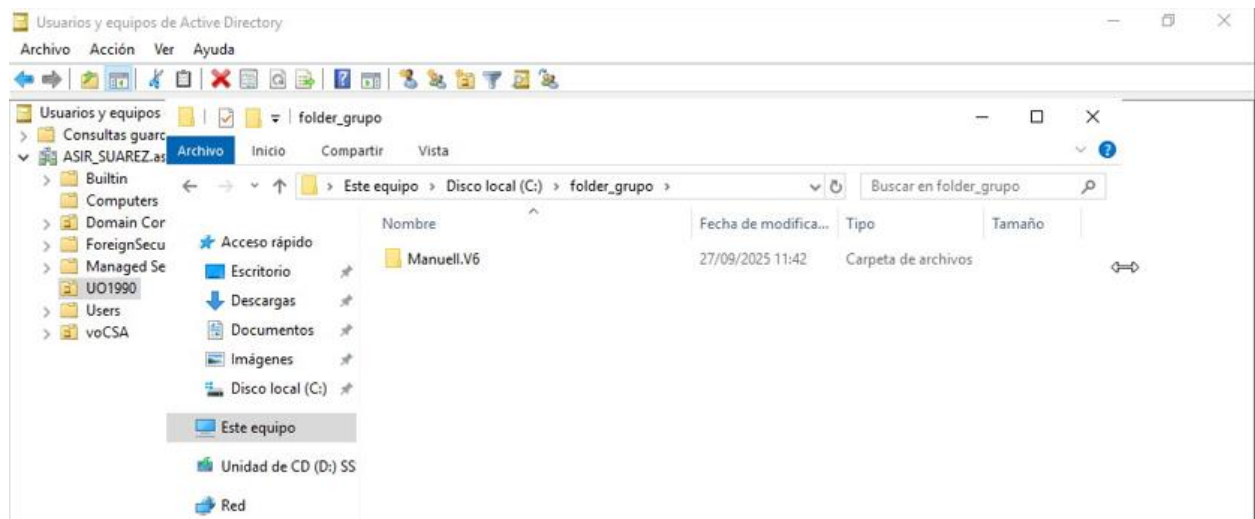 Usuarios y equipos de Active Directory
Archivo Acción Ver Ayuda
Usuarios y equipos
Consultas guarc
ASIR_SUAREZ.as
Builtin
Computers
Domain Cor
ForeignSecu
Managed Se
UO1990
Users
voCSA
folder_grupo
Archivo Inicio Compartir Vista
Este equipo > Disco local (C:) > folder_grupo >
Buscar en folder_grupo
Acceso rápido
Escritorio
Descargas
Documentos
Imágenes
Disco local (C:)
Este equipo
Unidad de CD (D:) SS
Red
Nombre Fecha de modifica... Tipo Tamaño
Manuell.V6 27/09/2025 11:42 Carpeta de archivos